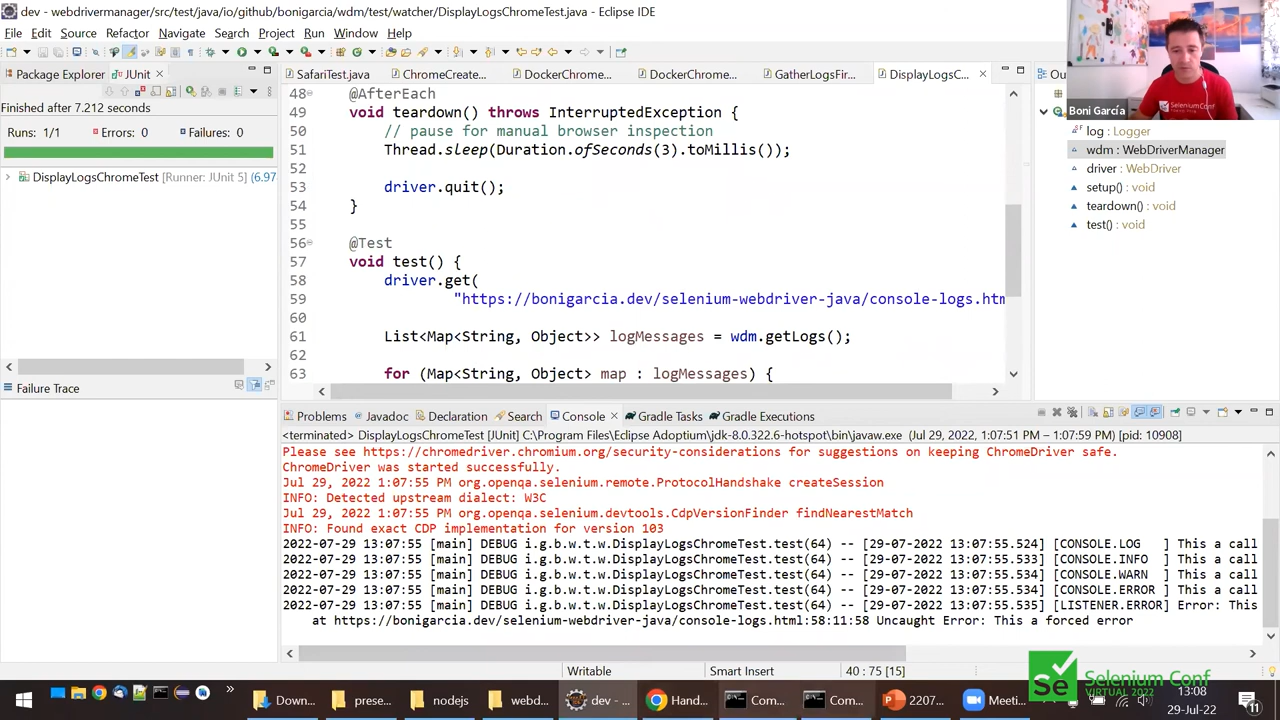 dev - webdrivermanager/src/test/java/io/github/bonigarcia/wdm/test/watcher/DisplayLogsChromeTest.java - Eclipse IDE
File Edit Source Refactor Navigate Search Project Run Window Help
Package Explorer JUnit
SafariTest.java ChromeCreate... DockerChrome... DockerChrome... GatherLogsFir... DisplayLogsC... Ou
Finished after 7.212 seconds
Runs: 1/1 Errors: 0 Failures: 0
DisplayLogsChromeTest [Runner: JUnit 5] (6.97
Failure Trace
48 @AfterEach
49 void teardown() throws InterruptedException {
50 // pause for manual browser inspection
51 Thread.sleep(Duration.ofSeconds(3).toMillis());
52
53 driver.quit();
54 }
55
56 @Test
57 void test() {
58 driver.get(
59 "https://bonigarcia.dev/selenium-webdriver-java/console-logs.htm
60
61 List<Map<String, Object>> logMessages = wdm.getLogs();
62
63 for (Map<String, Object> map : logMessages) {
SeleniumConf
Boni García
log : Logger
wdm : WebDriverManager
driver : WebDriver
setup() : void
teardown() : void
test() : void
Problems Javadoc Declaration Search Console Gradle Tasks Gradle Executions
<terminated> DisplayLogsChromeTest [JUnit] C:\Program Files\Eclipse Adoptium\jdk-8.0.322.6-hotspot\bin\javaw.exe (Jul 29, 2022, 1:07:51 PM – 1:07:59 PM) [pid: 10908]
Please see https://chromedriver.chromium.org/security-considerations for suggestions on keeping ChromeDriver safe.
ChromeDriver was started successfully.
Jul 29, 2022 1:07:55 PM org.openqa.selenium.remote.ProtocolHandshake createSession
INFO: Detected upstream dialect: W3C
Jul 29, 2022 1:07:55 PM org.openqa.selenium.devtools.CdpVersionFinder findNearestMatch
INFO: Found exact CDP implementation for version 103
2022-07-29 13:07:55 [main] DEBUG i.g.b.w.t.w.DisplayLogsChromeTest.test(64) -- [29-07-2022 13:07:55.524] [CONSOLE.LOG ] This a call
2022-07-29 13:07:55 [main] DEBUG i.g.b.w.t.w.DisplayLogsChromeTest.test(64) -- [29-07-2022 13:07:55.533] [CONSOLE.INFO ] This a call
2022-07-29 13:07:55 [main] DEBUG i.g.b.w.t.w.DisplayLogsChromeTest.test(64) -- [29-07-2022 13:07:55.534] [CONSOLE.WARN ] This a call
2022-07-29 13:07:55 [main] DEBUG i.g.b.w.t.w.DisplayLogsChromeTest.test(64) -- [29-07-2022 13:07:55.534] [CONSOLE.ERROR ] This a call
2022-07-29 13:07:55 [main] DEBUG i.g.b.w.t.w.DisplayLogsChromeTest.test(64) -- [29-07-2022 13:07:55.535] [LISTENER.ERROR] Error: This
at https://bonigarcia.dev/selenium-webdriver-java/console-logs.html:58:11:58 Uncaught Error: This a forced error
Writable Smart Insert 40 : 75 [15]
Se Selenium Conf
VIRTUAL 2022
Down... prese... nodejs webd... dev - ... Hand... Com... Com... 2207... Meeti...
13:08
29-Jul-22
11